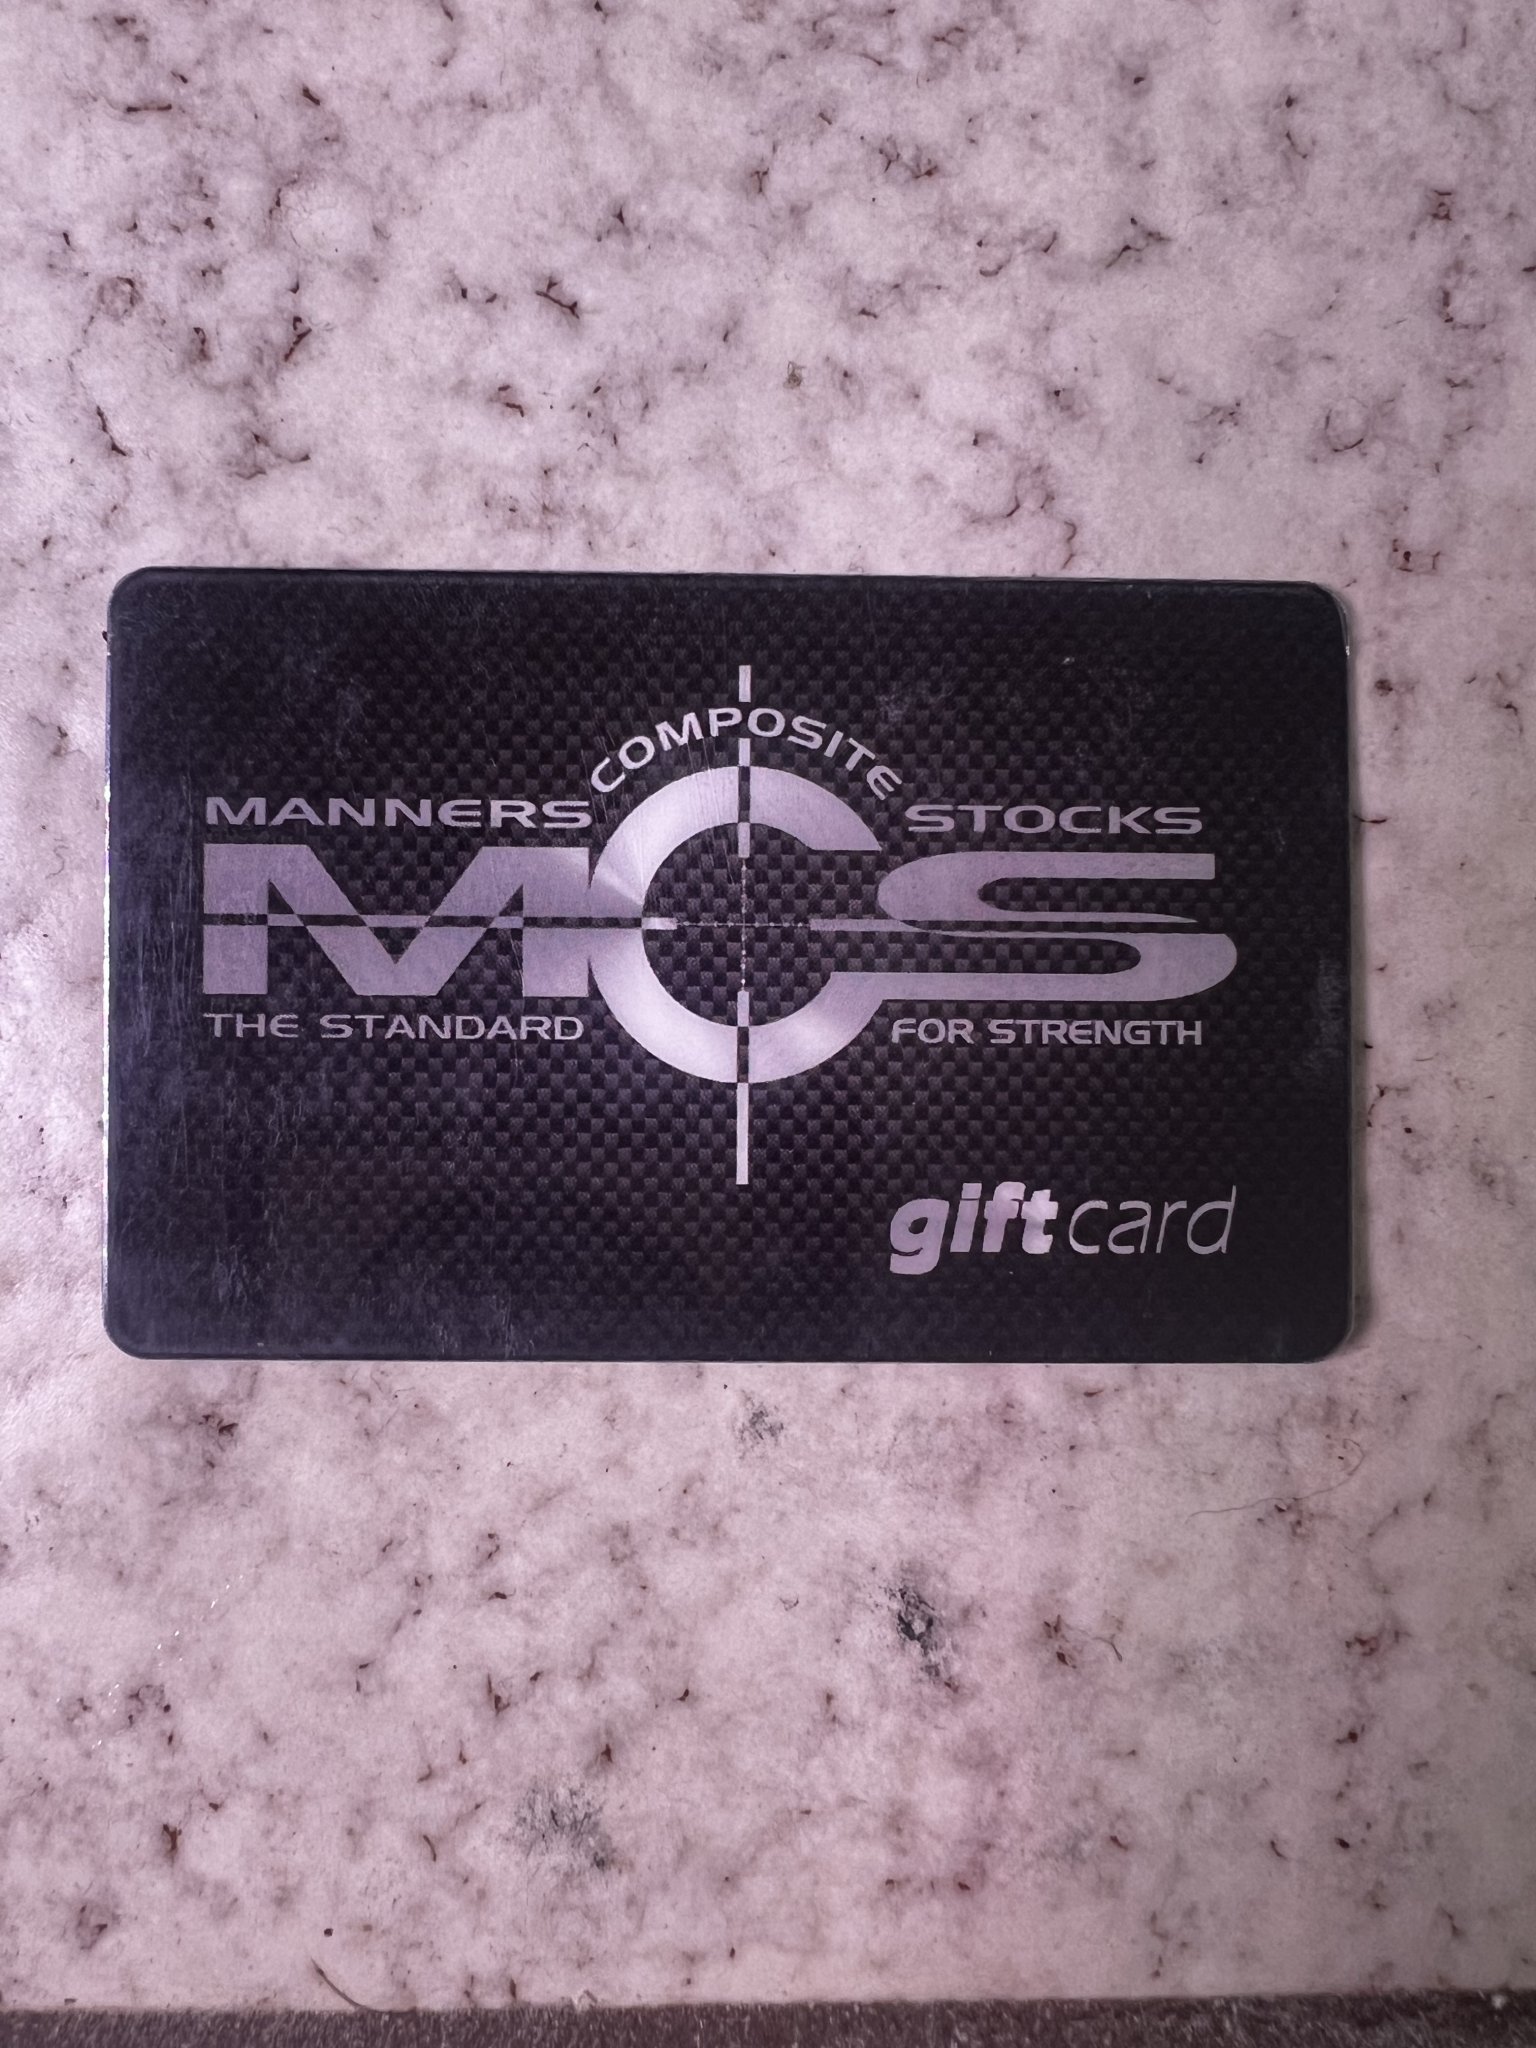 COMPOSITE
MANNERS STOCKS
MCS
THE STANDARD FOR STRENGTH
giftcard